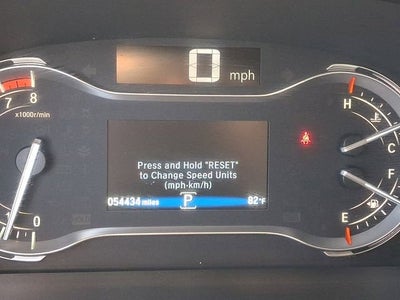 0 mph
7 8
x1000r/min
H
C
Press and Hold "RESET"
to Change Speed Units
(mph-km/h)
054434 miles P 82°F
0
F
E